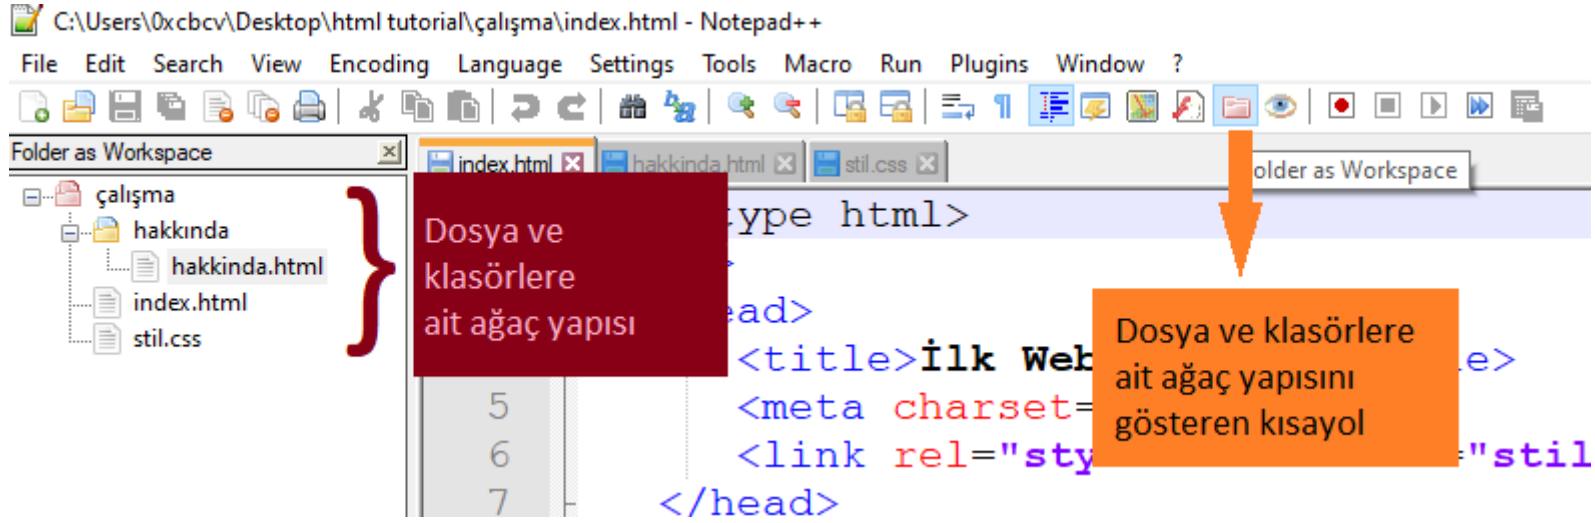 C:\Users\0xcbcv\Desktop\html tutorial\çalışma\index.html - Notepad++
File Edit Search View Encoding Language Settings Tools Macro Run Plugins Window ?
Folder as Workspace
index.html hakkinda.html stil.css
older as Workspace
çalışma
hakkında
hakkinda.html
index.html
stil.css
Dosya ve
klasörlere
ait ağaç yapısı
Dosya ve klasörlere
ait ağaç yapısını
gösteren kısayol
ype html>
ead>
<title>İlk Web e>
5 <meta charset=
6 <link rel="sty "stil
7 </head>